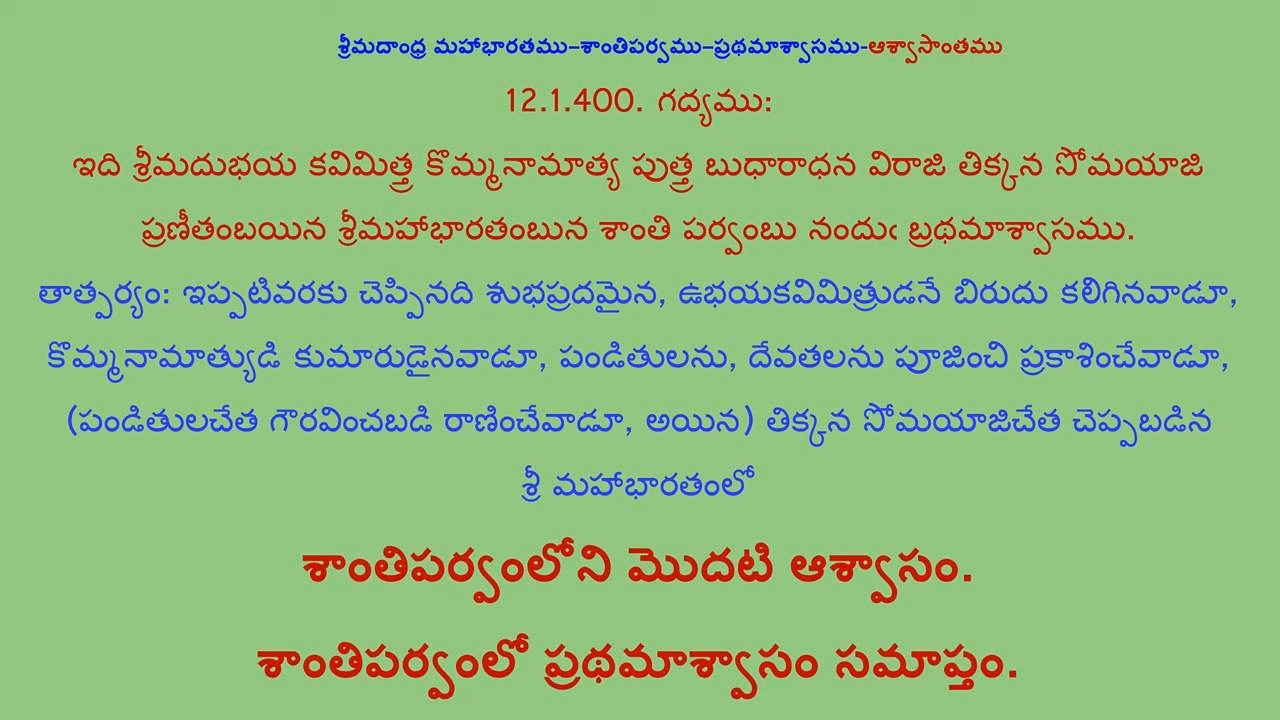 శ్రీమదాంధ్ర మహాభారతము–శాంతిపర్వము–ప్రథమాశ్వాసము-ఆశ్వాసాంతము
12.1.400. గద్యము:
ఇది శ్రీమదుభయ కవిమిత్త్ర కొమ్మనామాత్య పుత్త్ర బుధారాధన విరాజి తిక్కన సోమయాజి
ప్రణీతంబయిన శ్రీమహాభారతంబున శాంతి పర్వంబు నందుఁ బ్రథమాశ్వాసము.
తాత్పర్యం: ఇప్పటివరకు చెప్పినది శుభప్రదమైన, ఉభయకవిమిత్రుడనే బిరుదు కలిగినవాడూ,
కొమ్మనామాత్యుడి కుమారుడైనవాడూ, పండితులను, దేవతలను పూజించి ప్రకాశించేవాడూ,
(పండితులచేత గౌరవించబడి రాణించేవాడూ, అయిన) తిక్కన సోమయాజిచేత చెప్పబడిన
శ్రీ మహాభారతంలో
శాంతిపర్వంలోని మొదటి ఆశ్వాసం.
శాంతిపర్వంలో ప్రథమాశ్వాసం సమాప్తం.